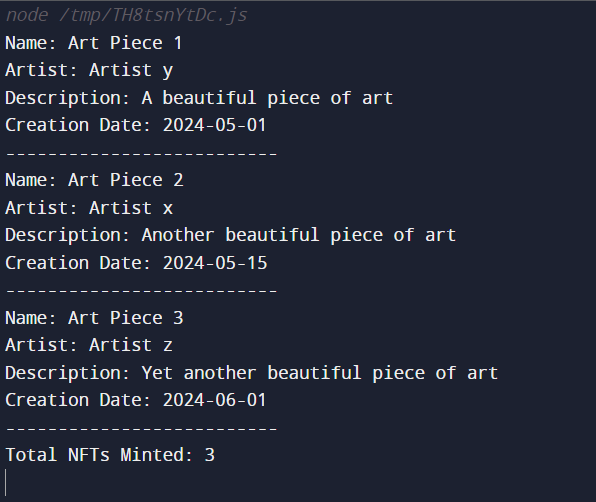 node /tmp/TH8tsnYtDc.js
Name: Art Piece 1
Artist: Artist y
Description: A beautiful piece of art
Creation Date: 2024-05-01
--------------------------
Name: Art Piece 2
Artist: Artist x
Description: Another beautiful piece of art
Creation Date: 2024-05-15
--------------------------
Name: Art Piece 3
Artist: Artist z
Description: Yet another beautiful piece of art
Creation Date: 2024-06-01
--------------------------
Total NFTs Minted: 3